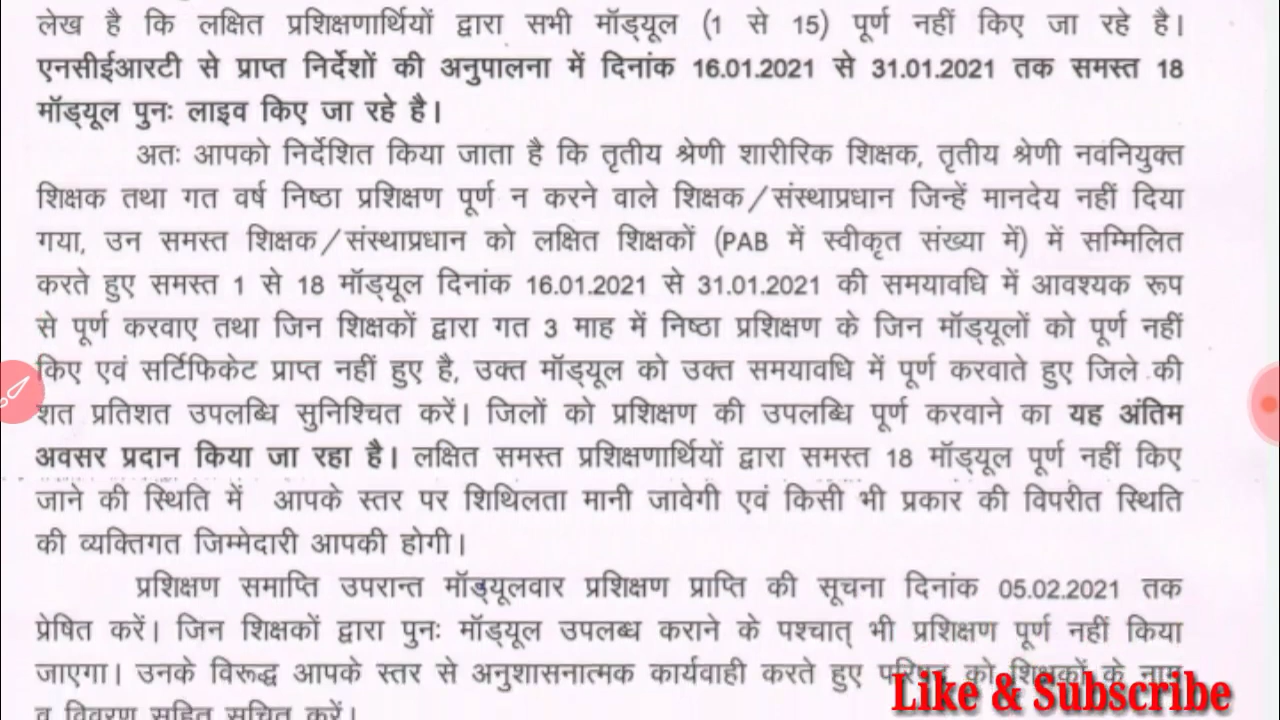 लेख है कि लक्षित प्रशिक्षणार्थियों द्वारा सभी मॉड्यूल (1 से 15) पूर्ण नहीं किए जा रहे है।
एनसीईआरटी से प्राप्त निर्देशों की अनुपालना में दिनांक 16.01.2021 से 31.01.2021 तक समस्त 18
मॉड्यूल पुनः लाइव किए जा रहे है।
अतः आपको निर्देशित किया जाता है कि तृतीय श्रेणी शारीरिक शिक्षक, तृतीय श्रेणी नवनियुक्त
शिक्षक तथा गत वर्ष निष्ठा प्रशिक्षण पूर्ण न करने वाले शिक्षक/संस्थाप्रधान जिन्हें मानदेय नहीं दिया
गया, उन समस्त शिक्षक/संस्थाप्रधान को लक्षित शिक्षकों (PAB में स्वीकृत संख्या में) में सम्मिलित
करते हुए समस्त 1 से 18 मॉड्यूल दिनांक 16.01.2021 से 31.01.2021 की समयावधि में आवश्यक रूप
से पूर्ण करवाए तथा जिन शिक्षकों द्वारा गत 3 माह में निष्ठा प्रशिक्षण के जिन मॉड्यूलों को पूर्ण नहीं
किए एवं सर्टिफिकेट प्राप्त नहीं हुए है, उक्त मॉड्यूल को उक्त समयावधि में पूर्ण करवाते हुए जिले की
शत प्रतिशत उपलब्धि सुनिश्चित करें। जिलों को प्रशिक्षण की उपलब्धि पूर्ण करवाने का यह अंतिम
अवसर प्रदान किया जा रहा है। लक्षित समस्त प्रशिक्षणार्थियों द्वारा समस्त 18 मॉड्यूल पूर्ण नहीं किए
जाने की स्थिति में आपके स्तर पर शिथिलता मानी जावेगी एवं किसी भी प्रकार की विपरीत स्थिति
की व्यक्तिगत जिम्मेदारी आपकी होगी।
प्रशिक्षण समाप्ति उपरान्त मॉड्यूलवार प्रशिक्षण प्राप्ति की सूचना दिनांक 05.02.2021 तक
प्रेषित करें। जिन शिक्षकों द्वारा पुनः मॉड्यूल उपलब्ध कराने के पश्चात् भी प्रशिक्षण पूर्ण नहीं किया
जाएगा। उनके विरूद्ध आपके स्तर से अनुशासनात्मक कार्यवाही करते हुए को शिक्षकों के नाम
व विवरण सहित सूचित करें।
Like & Subscribe